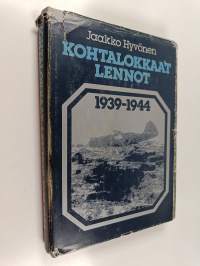 Jaakko Hyvönen
KOHTALOKKAAT
LENNOT
1939-1944